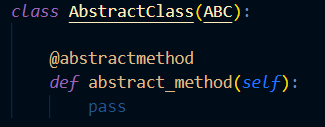 class AbstractClass(ABC):
@abstractmethod
def abstract_method(self):
pass